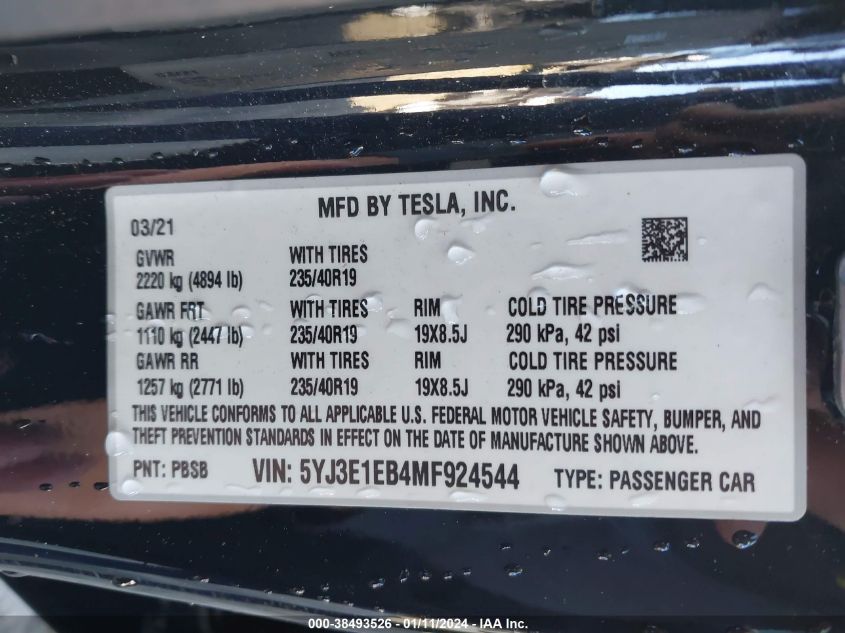 MFD BY TESLA, INC.
03/21
GVWR WITH TIRES
2220 kg (4894 lb) 235/40R19
GAWR FRT WITH TIRES RIM COLD TIRE PRESSURE
1110 kg (2447 lb) 235/40R19 19X8.5J 290 kPa, 42 psi
GAWR RR WITH TIRES RIM COLD TIRE PRESSURE
1257 kg (2771 lb) 235/40R19 19X8.5J 290 kPa, 42 psi
THIS VEHICLE CONFORMS TO ALL APPLICABLE U.S. FEDERAL MOTOR VEHICLE SAFETY, BUMPER, AND
THEFT PREVENTION STANDARDS IN EFFECT ON THE DATE OF MANUFACTURE SHOWN ABOVE.
PNT: PBSB VIN: 5YJ3E1EB4MF924544 TYPE: PASSENGER CAR
000-38493526 - 01/11/2024 - IAA Inc.